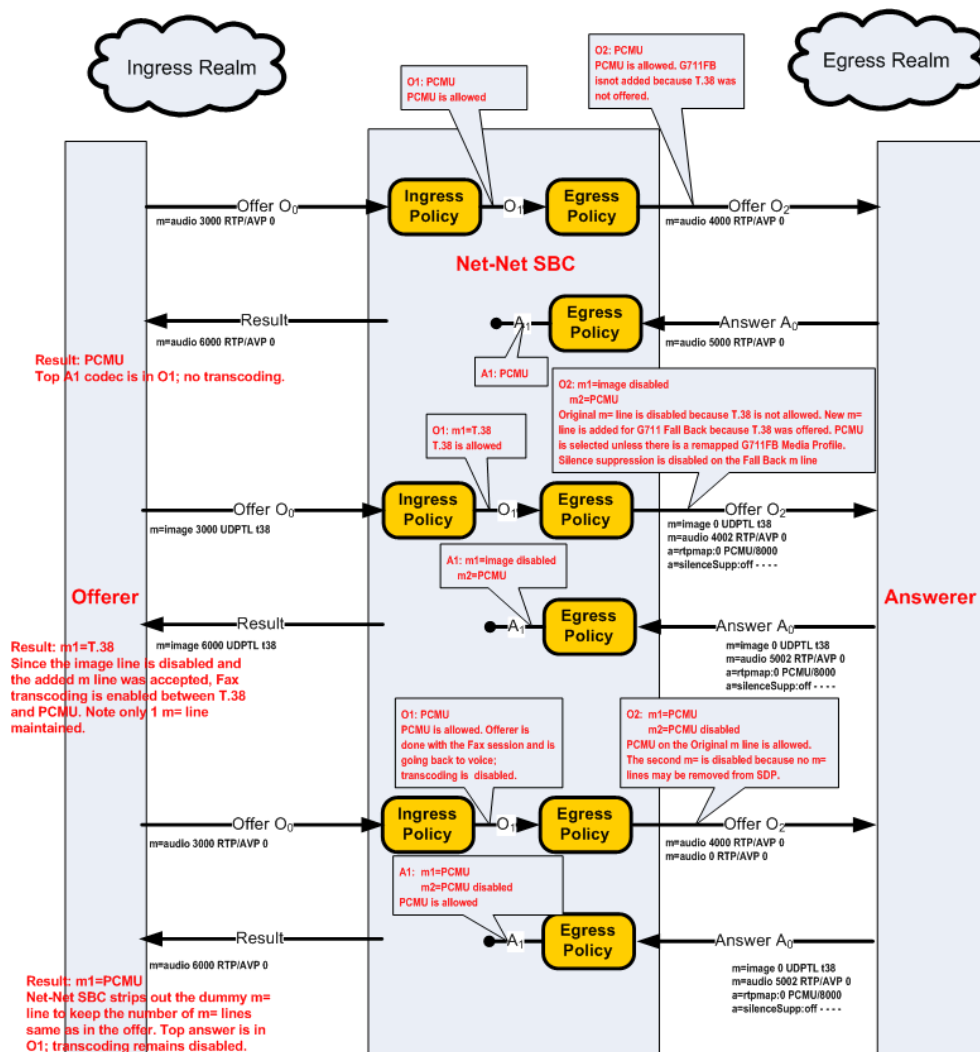 Ingress Realm
Egress Realm
O1: PCMU
PCMU is allowed
O2: PCMU
PCMU is allowed. G711FB
isnot added because T.38 was
not offered.
Offer O0
m=audio 3000 RTP/AVP 0
Ingress
Policy
O1
Egress
Policy
Offer O2
m=audio 4000 RTP/AVP 0
Net-Net SBC
Result
m=audio 6000 RTP/AVP 0
A1
Egress
Policy
Answer A0
m=audio 5000 RTP/AVP 0
Result: PCMU
Top A1 codec is in O1; no transcoding.
A1: PCMU
O2: m1=image disabled
m2=PCMU
Original m= line is disabled because T.38 is not allowed. New m=
line is added for G711 Fall Back because T.38 was offered. PCMU
is selected unless there is a remapped G711FB Media Profile.
Silence suppression is disabled on the Fall Back m line
O1: m1=T.38
T.38 is allowed
Offer O0
m=image 3000 UDPTL t38
Ingress
Policy
O1
Egress
Policy
Offer O2
m=image 0 UDPTL t38
m=audio 4002 RTP/AVP 0
a=rtpmap:0 PCMU/8000
a=silenceSupp:off - - - -
A1: m1=image disabled
m2=PCMU
Offerer
Answerer
Result
m=image 6000 UDPTL t38
A1
Egress
Policy
Answer A0
m=image 0 UDPTL t38
m=audio 5002 RTP/AVP 0
a=rtpmap:0 PCMU/8000
a=silenceSupp:off - - - -
Result: m1=T.38
Since the image line is disabled and
the added m line was accepted, Fax
transcoding is enabled between T.38
and PCMU. Note only 1 m= line
maintained.
O1: PCMU
PCMU is allowed. Offerer is
done with the Fax session and is
going back to voice;
transcoding is disabled.
O2: m1=PCMU
m2=PCMU disabled
PCMU on the Original m line is allowed.
The second m= is disabled because no m=
lines may be removed from SDP.
Offer O0
m=audio 3000 RTP/AVP 0
Ingress
Policy
O1
Egress
Policy
Offer O2
m=audio 4000 RTP/AVP 0
m=audio 0 RTP/AVP 0
A1: m1=PCMU
m2=PCMU disabled
PCMU is allowed
Result
m=audio 6000 RTP/AVP 0
A1
Egress
Policy
Answer A0
m=image 0 UDPTL t38
m=audio 5002 RTP/AVP 0
a=rtpmap:0 PCMU/8000
a=silenceSupp:off - - - -
Result: m1=PCMU
Net-Net SBC strips out the dummy m=
line to keep the number of m= lines
same as in the offer. Top answer is in
O1; transcoding remains disabled.